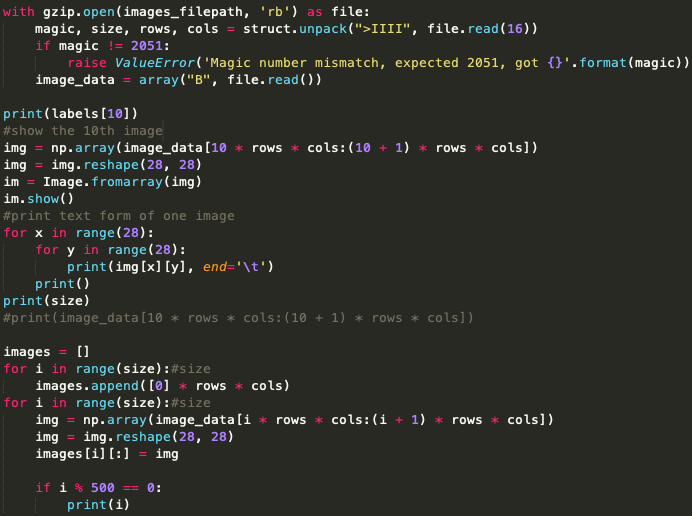 with gzip.open(images_filepath, 'rb') as file:
    magic, size, rows, cols = struct.unpack(">IIII", file.read(16))
    if magic != 2051:
        raise ValueError('Magic number mismatch, expected 2051, got {}'.format(magic))
    image_data = array("B", file.read())

print(labels[10])
#show the 10th image
img = np.array(image_data[10 * rows * cols:(10 + 1) * rows * cols])
img = img.reshape(28, 28)
im = Image.fromarray(img)
im.show()
#print text form of one image
for x in range(28):
    for y in range(28):
        print(img[x][y], end='\t')
    print()
print(size)
#print(image_data[10 * rows * cols:(10 + 1) * rows * cols])

images = []
for i in range(size):#size
    images.append([0] * rows * cols)
for i in range(size):#size
    img = np.array(image_data[i * rows * cols:(i + 1) * rows * cols])
    img = img.reshape(28, 28)
    images[i][:] = img

    if i % 500 == 0:
        print(i)